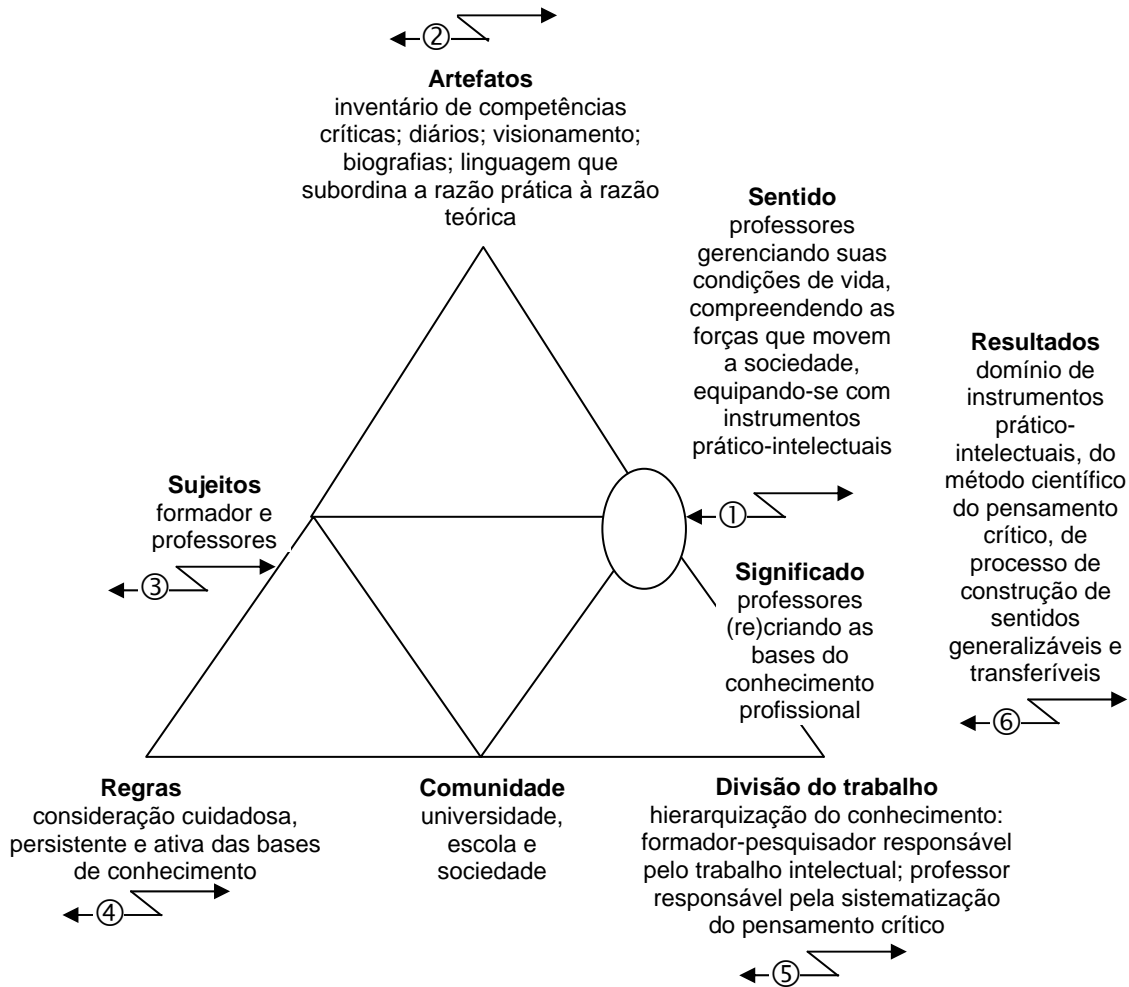 ②
Artefatos
inventário de competências
críticas; diários; visionamento;
biografias; linguagem que
subordina a razão prática à razão
teórica
Sentido
professores
gerenciando suas
condições de vida,
compreendendo as
forças que movem
a sociedade,
equipando-se com
instrumentos
prático-intelectuais
①
Resultados
domínio de
instrumentos
prático-
intelectuais, do
método científico
do pensamento
crítico, de
processo de
construção de
sentidos
generalizáveis e
transferíveis
⑥
Sujeitos
formador e
professores
③
Significado
professores
(re)criando as
bases do
conhecimento
profissional
Regras
consideração cuidadosa,
persistente e ativa das bases
de conhecimento
④
Comunidade
universidade,
escola e
sociedade
Divisão do trabalho
hierarquização do conhecimento:
formador-pesquisador responsável
pelo trabalho intelectual; professor
responsável pela sistematização
do pensamento crítico
⑤